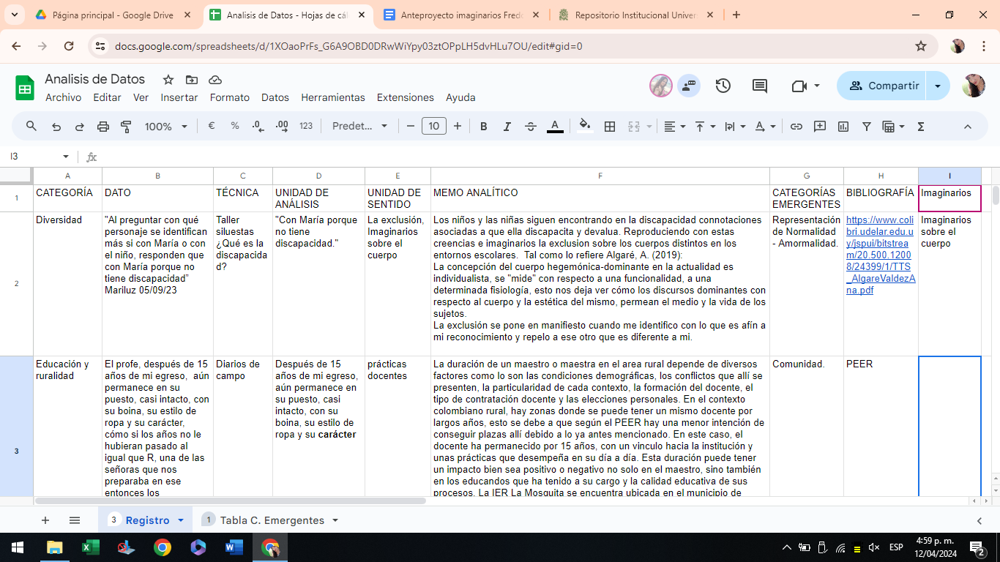 Página principal - Google Drive
Analisis de Datos - Hojas de cál
Anteproyecto imaginarios Fredo
Repositorio Institucional Univer
docs.google.com/spreadsheets/d/1XOaoPrFs_G6A9OBD0DRwWiYpy03ztOPpLH5dvHLu7OU/edit#gid=0
Analisis de Datos
Compartir
Archivo Editar Ver Insertar Formato Datos Herramientas Extensiones Ayuda
100% € % .0 .00 123 Predet... 10 B I A
I3
fx
A B C D E F G H I
1
CATEGORÍA
DATO
TÉCNICA
UNIDAD DE
ANÁLISIS
UNIDAD DE
SENTIDO
MEMO ANALÍTICO
CATEGORÍAS
EMERGENTES
BIBLIOGRAFÍA
Imaginarios
2
Diversidad
"Al preguntar con qué
personaje se identifican
más si con María o con
el niño, responden que
con María porque no
tiene discapacidad”
Mariluz 05/09/23
Taller
siluestas
¿Qué es la
discapacida
d?
"Con María porque
no tiene
discapacidad."
La exclusión,
Imaginarios
sobre el
cuerpo
Los niños y las niñas siguen encontrando en la discapacidad connotaciones
asociadas a que ella discapacita y devalua. Reproduciendo con estas
creencias e imaginarios la exclusion sobre los cuerpos distintos en los
entornos escolares. Tal como lo refiere Algaré, A. (2019):
La concepción del cuerpo hegemónica-dominante en la actualidad es
individualista, se "mide" con respecto a una funcionalidad, a una
determinada fisiología, esto nos deja ver cómo los discursos dominantes con
respecto al cuerpo y la estética del mismo, permean el medio y la vida de los
sujetos.
La exclusión se pone en manifiesto cuando me identifico con lo que es afín a
mi reconocimiento y repelo a ese otro que es diferente a mi.
Representación
de Normalidad
- Amormalidad.
https://www.coli
bri.udelar.edu.u
y/jspui/bitstrea
m/20.500.1200
8/24399/1/TTS
_AlgareValdezA
na.pdf
Imaginarios
sobre el
cuerpo
3
Educación y
ruralidad
El profe, después de 15
años de mi egreso, aún
permanece en su
puesto, casi intacto, con
su boina, su estilo de
ropa y su carácter,
cómo si los años no le
hubieran pasado al
igual que R, una de las
señoras que nos
preparaba en ese
entonces los
Diarios de
campo
Después de 15
años de mi egreso,
aún permanece en
su puesto, casi
intacto, con su
boina, su estilo de
ropa y su carácter
prácticas
docentes
La duración de un maestro o maestra en el area rural depende de diversos
factores como lo son las condiciones demográficas, los conflictos que allí se
presenten, la particularidad de cada contexto, la formación del docente, el
tipo de contratación docente y las elecciones personales. En el contexto
colombiano rural, hay zonas donde se puede tener un mismo docente por
largos años, esto se debe a que según el PEER hay una menor intención de
conseguir plazas allí debido a lo ya antes mencionado. En este caso, el
docente ha permanecido por 15 años, con un vinculo hacia la institución y
unas prácticas que desempeña en su día a día. Esta duración puede tener
un impacto bien sea positivo o negativo no solo en el maestro, sino también
en los educandos que ha tenido a su cargo y la calidad educativa de sus
procesos. La IER La Mosquita se encuentra ubicada en el municipio de
Comunidad.
PEER
3 Registro
1 Tabla C. Emergentes
ESP
4:59 p. m.
12/04/2024
2